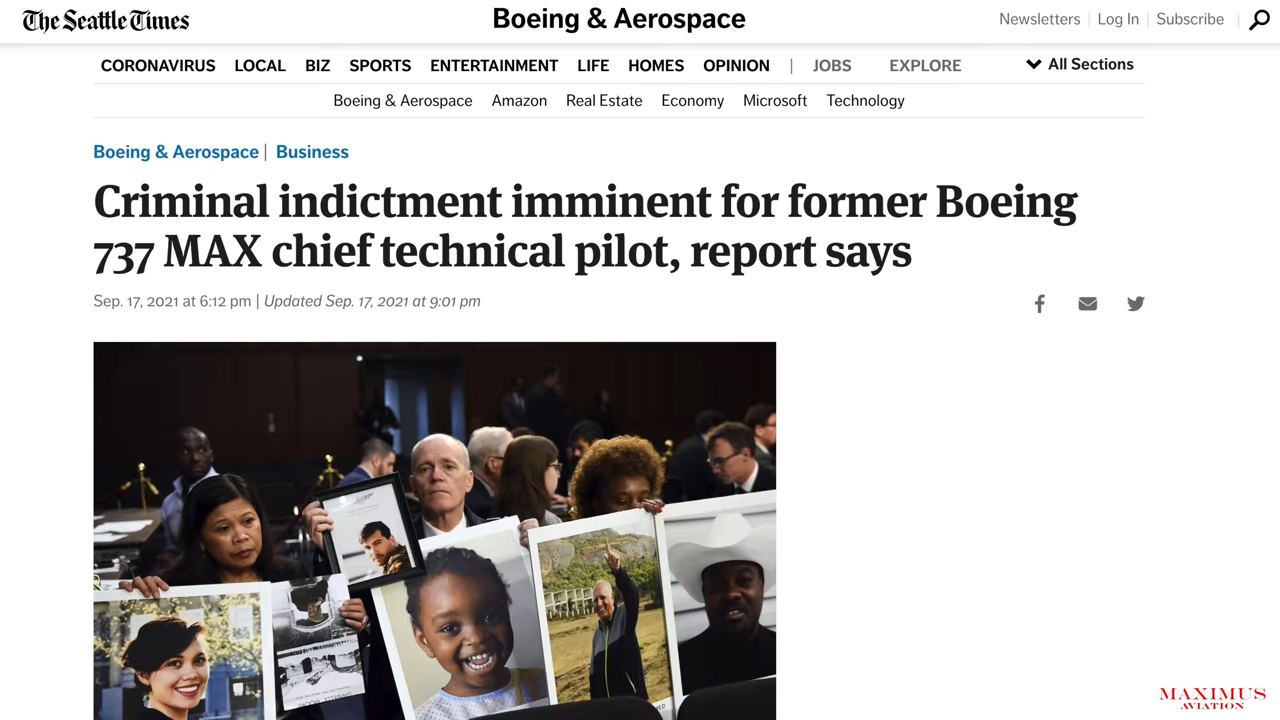 The Seattle Times
Boeing & Aerospace
Newsletters | Log In | Subscribe |
CORONAVIRUS LOCAL BIZ SPORTS ENTERTAINMENT LIFE HOMES OPINION | JOBS EXPLORE All Sections
Boeing & Aerospace Amazon Real Estate Economy Microsoft Technology
Boeing & Aerospace | Business
Criminal indictment imminent for former Boeing
737 MAX chief technical pilot, report says
Sep. 17, 2021 at 6:12 pm | Updated Sep. 17, 2021 at 9:01 pm
MAXIMUS
AVIATION